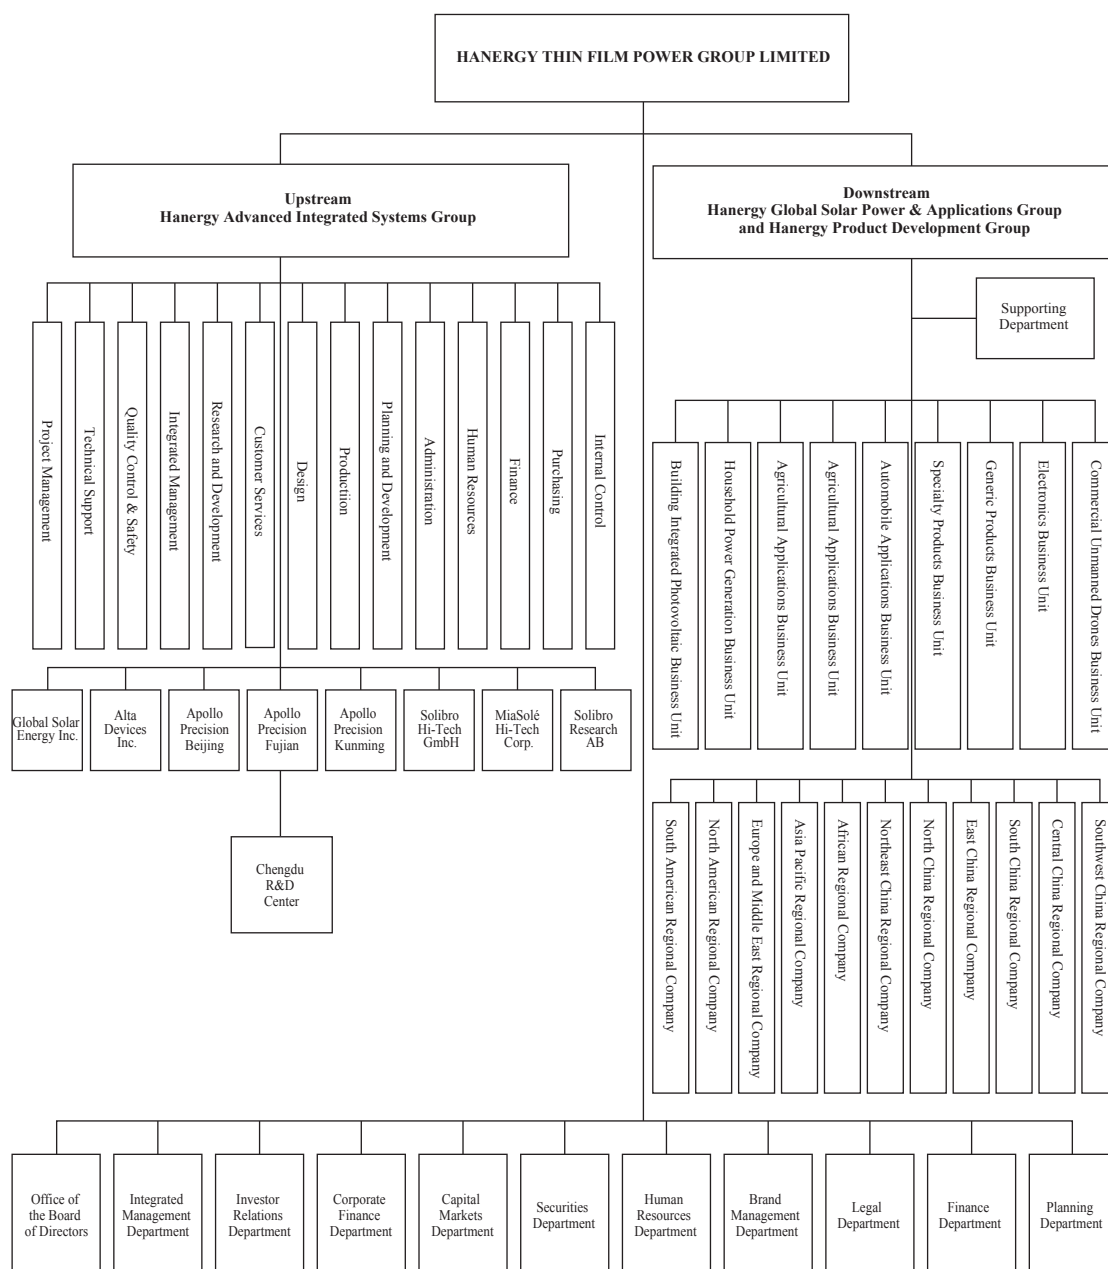 HANERGY THIN FILM POWER GROUP LIMITED
Upstream
Hanergy Advanced Integrated Systems Group
Downstream
Hanergy Global Solar Power & Applications Group
and Hanergy Product Development Group
Supporting
Department
Project Management
Technical Support
Quality Control & Safety
Integrated Management
Research and Development
Customer Services
Design
Productiion
Planning and Development
Administration
Human Resources
Finance
Purchasing
Internal Control
Building Integrated Photovoltaic Business Unit
Household Power Generation Business Unit
Agricultural Applications Business Unit
Agricultural Applications Business Unit
Automobile Applications Business Unit
Specialty Products Business Unit
Generic Products Business Unit
Electronics Business Unit
Commercial Unmanned Drones Business Unit
Global Solar
Energy Inc.
Alta
Devices
Inc.
Apollo
Precision
Beijing
Apollo
Precision
Fujian
Apollo
Precision
Kunming
Solibro
Hi-Tech
GmbH
MiaSolé
Hi-Tech
Corp.
Solibro
Research
AB
Chengdu
R&D
Center
South American Regional Company
North American Regional Company
Europe and Middle East Regional Company
Asia Pacific Regional Company
African Regional Company
Northeast China Regional Company
North China Regional Company
East China Regional Company
South China Regional Company
Central China Regional Company
Southwest China Regional Company
Office of
the Board
of Directors
Integrated
Management
Department
Investor
Relations
Department
Corporate
Finance
Department
Capital
Markets
Department
Securities
Department
Human
Resources
Department
Brand
Management
Department
Legal
Department
Finance
Department
Planning
Department